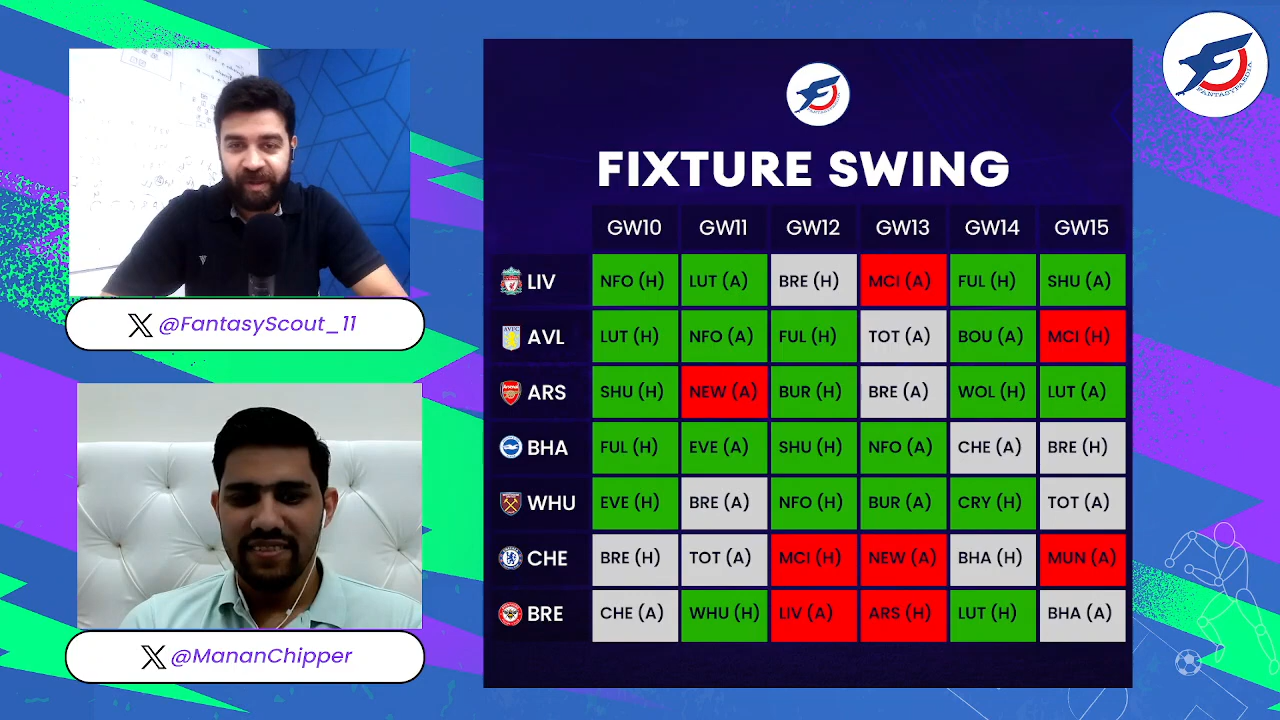 @FantasyScout_11
@MananChipper
FANTASYPAEDIA
FIXTURE SWING
GW10 GW11 GW12 GW13 GW14 GW15
LIV NFO (H) LUT (A) BRE (H) MCI (A) FUL (H) SHU (A)
AVL LUT (H) NFO (A) FUL (H) TOT (A) BOU (A) MCI (H)
ARS SHU (H) NEW (A) BUR (H) BRE (A) WOL (H) LUT (A)
BHA FUL (H) EVE (A) SHU (H) NFO (A) CHE (A) BRE (H)
WHU EVE (H) BRE (A) NFO (H) BUR (A) CRY (H) TOT (A)
CHE BRE (H) TOT (A) MCI (H) NEW (A) BHA (H) MUN (A)
BRE CHE (A) WHU (H) LIV (A) ARS (H) LUT (H) BHA (A)